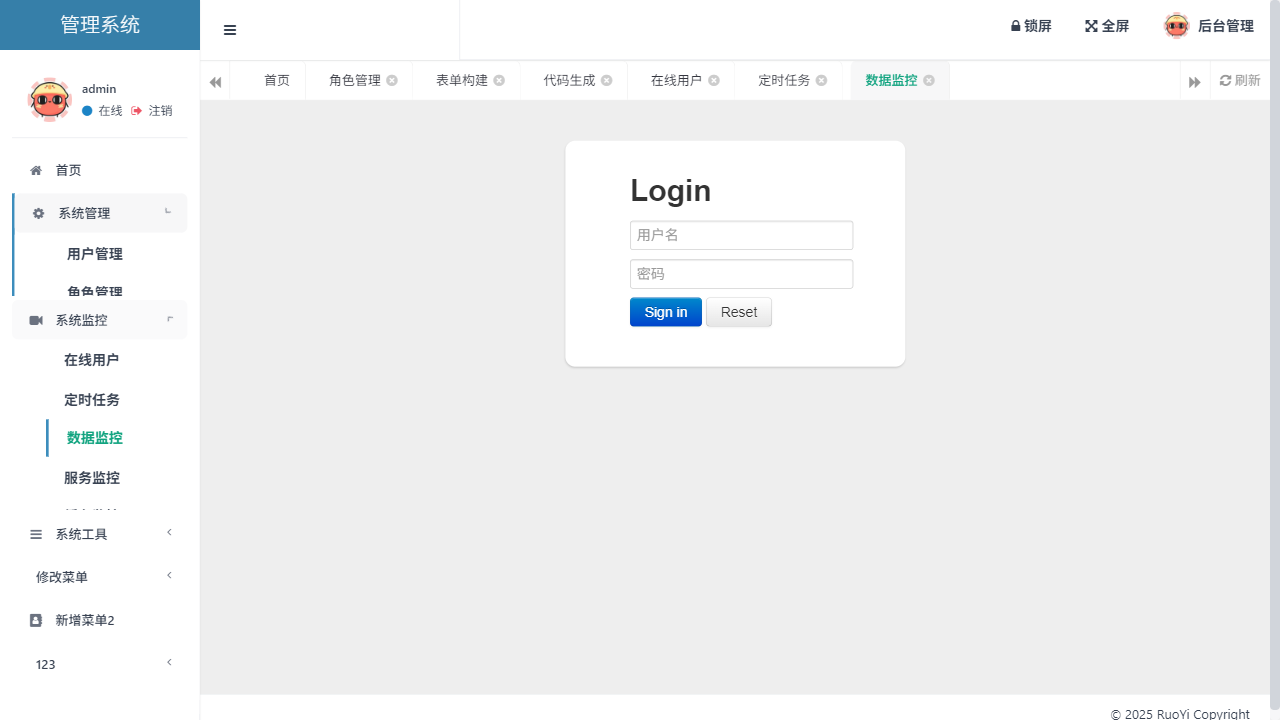 管理系统
admin
在线 注销
首页
系统管理
用户管理
角色管理
系统监控
在线用户
定时任务
数据监控
服务监控
系统工具
修改菜单
新增菜单2
123
锁屏 全屏 后台管理
首页 角色管理 表单构建 代码生成 在线用户 定时任务 数据监控 刷新
Login
用户名
密码
Sign in Reset
© 2025 RuoYi Copyright